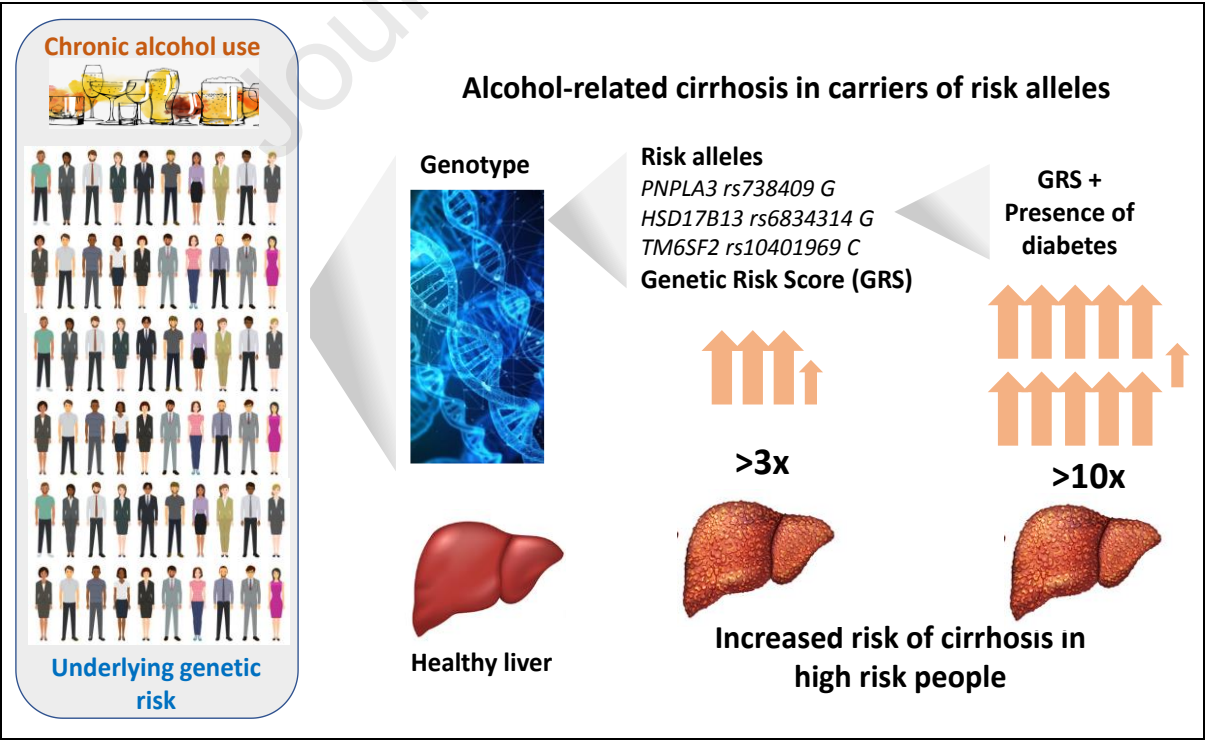 Chronic alcohol use
Underlying genetic
risk
Alcohol-related cirrhosis in carriers of risk alleles
Genotype
Risk alleles
PNPLA3 rs738409 G
HSD17B13 rs6834314 G
TM6SF2 rs10401969 C
Genetic Risk Score (GRS)
GRS +
Presence of
diabetes
>3x
>10x
Healthy liver
Increased risk of cirrhosis in
high risk people
Jour